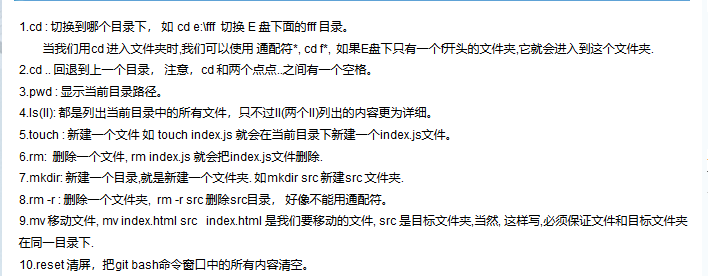 1.cd : 切换到哪个目录下， 如 cd e:\fff  切换 E 盘下面的fff 目录。
当我们用cd 进入文件夹时,我们可以使用 通配符*, cd f*,  如果E盘下只有一个f开头的文件夹,它就会进入到这个文件夹.
2.cd .. 回退到上一个目录， 注意，cd 和两个点点..之间有一个空格。
3.pwd : 显示当前目录路径。
4.ls(ll): 都是列出当前目录中的所有文件，只不过ll(两个ll)列出的内容更为详细。
5.touch : 新建一个文件 如 touch index.js 就会在当前目录下新建一个index.js文件。
6.rm:  删除一个文件, rm index.js 就会把index.js文件删除.
7.mkdir: 新建一个目录,就是新建一个文件夹. 如mkdir src 新建src 文件夹.
8.rm -r : 删除一个文件夹,  rm -r src 删除src目录， 好像不能用通配符。
9.mv 移动文件, mv index.html src   index.html 是我们要移动的文件, src 是目标文件夹,当然, 这样写,必须保证文件和目标文件夹
在同一目录下.
10.reset 清屏，把git bash命令窗口中的所有内容清空。